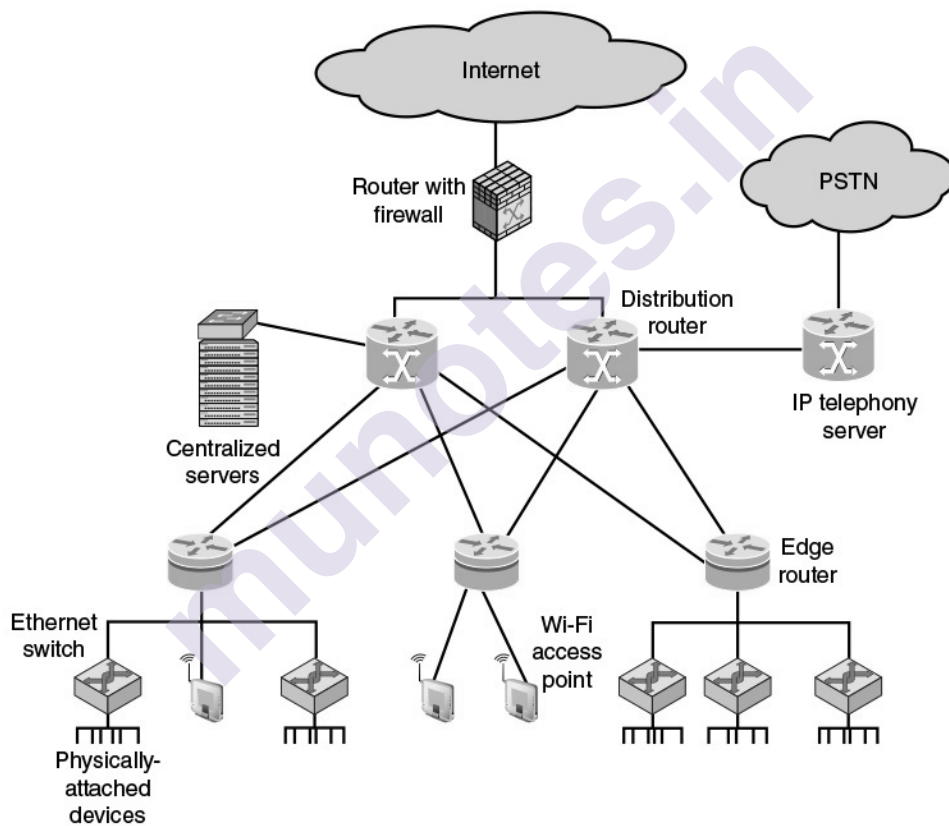 Internet
PSTN
Router with
firewall
Distribution
router
IP telephony
server
Centralized
servers
Edge
router
Ethernet
switch
Wi-Fi
access
point
Physically-
attached
devices
munotes.in